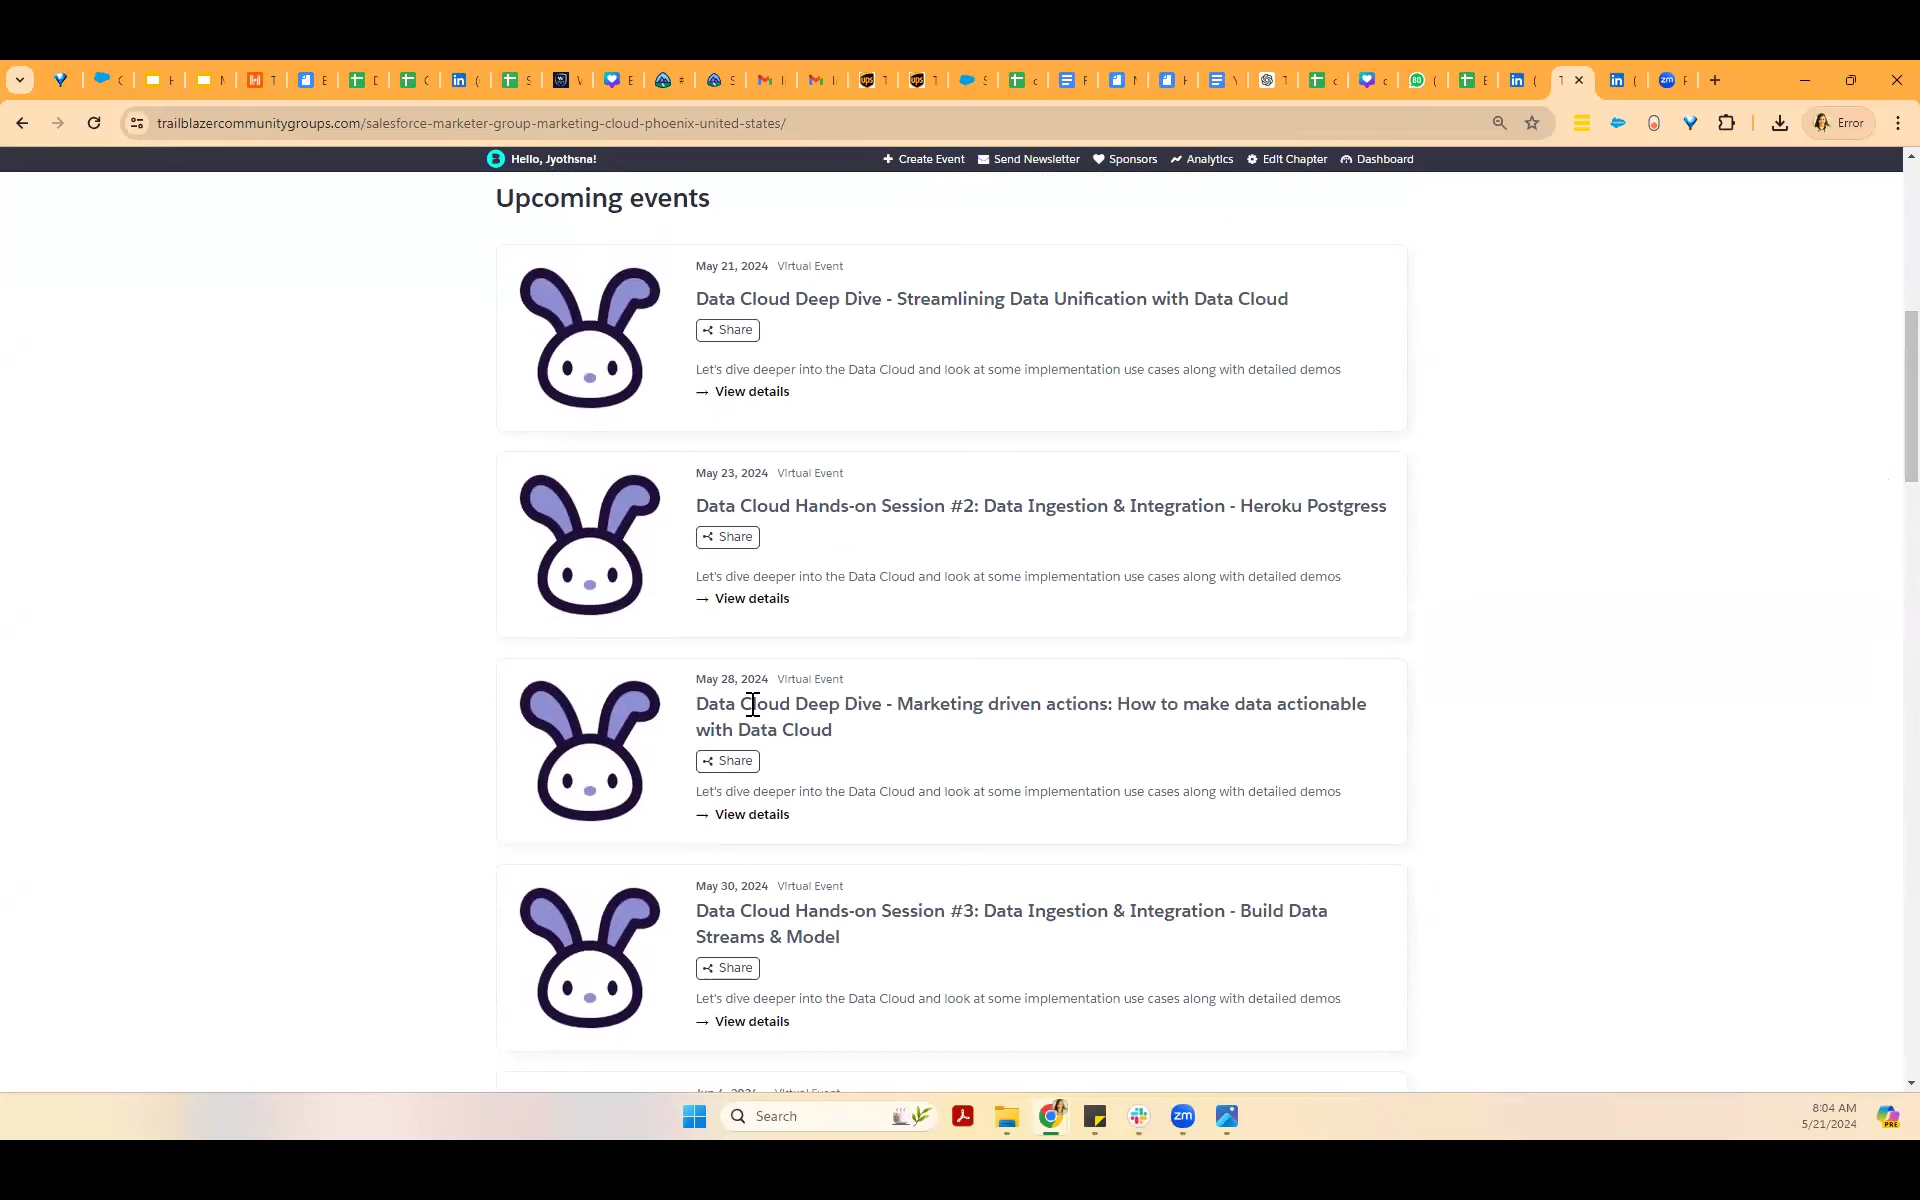 trailblazercommunitygroups.com/salesforce-marketer-group-marketing-cloud-phoenix-united-states/
Error
Hello, Jyothsna!
Create Event
Send Newsletter
Sponsors
Analytics
Edit Chapter
Dashboard
Upcoming events
May 21, 2024 Virtual Event
Data Cloud Deep Dive - Streamlining Data Unification with Data Cloud
Share
Let's dive deeper into the Data Cloud and look at some implementation use cases along with detailed demos
→ View details
May 23, 2024 Virtual Event
Data Cloud Hands-on Session #2: Data Ingestion & Integration - Heroku Postgress
Share
Let's dive deeper into the Data Cloud and look at some implementation use cases along with detailed demos
→ View details
May 28, 2024 Virtual Event
Data Cloud Deep Dive - Marketing driven actions: How to make data actionable
with Data Cloud
Share
Let's dive deeper into the Data Cloud and look at some implementation use cases along with detailed demos
→ View details
May 30, 2024 Virtual Event
Data Cloud Hands-on Session #3: Data Ingestion & Integration - Build Data
Streams & Model
Share
Let's dive deeper into the Data Cloud and look at some implementation use cases along with detailed demos
→ View details
Search
8:04 AM
5/21/2024